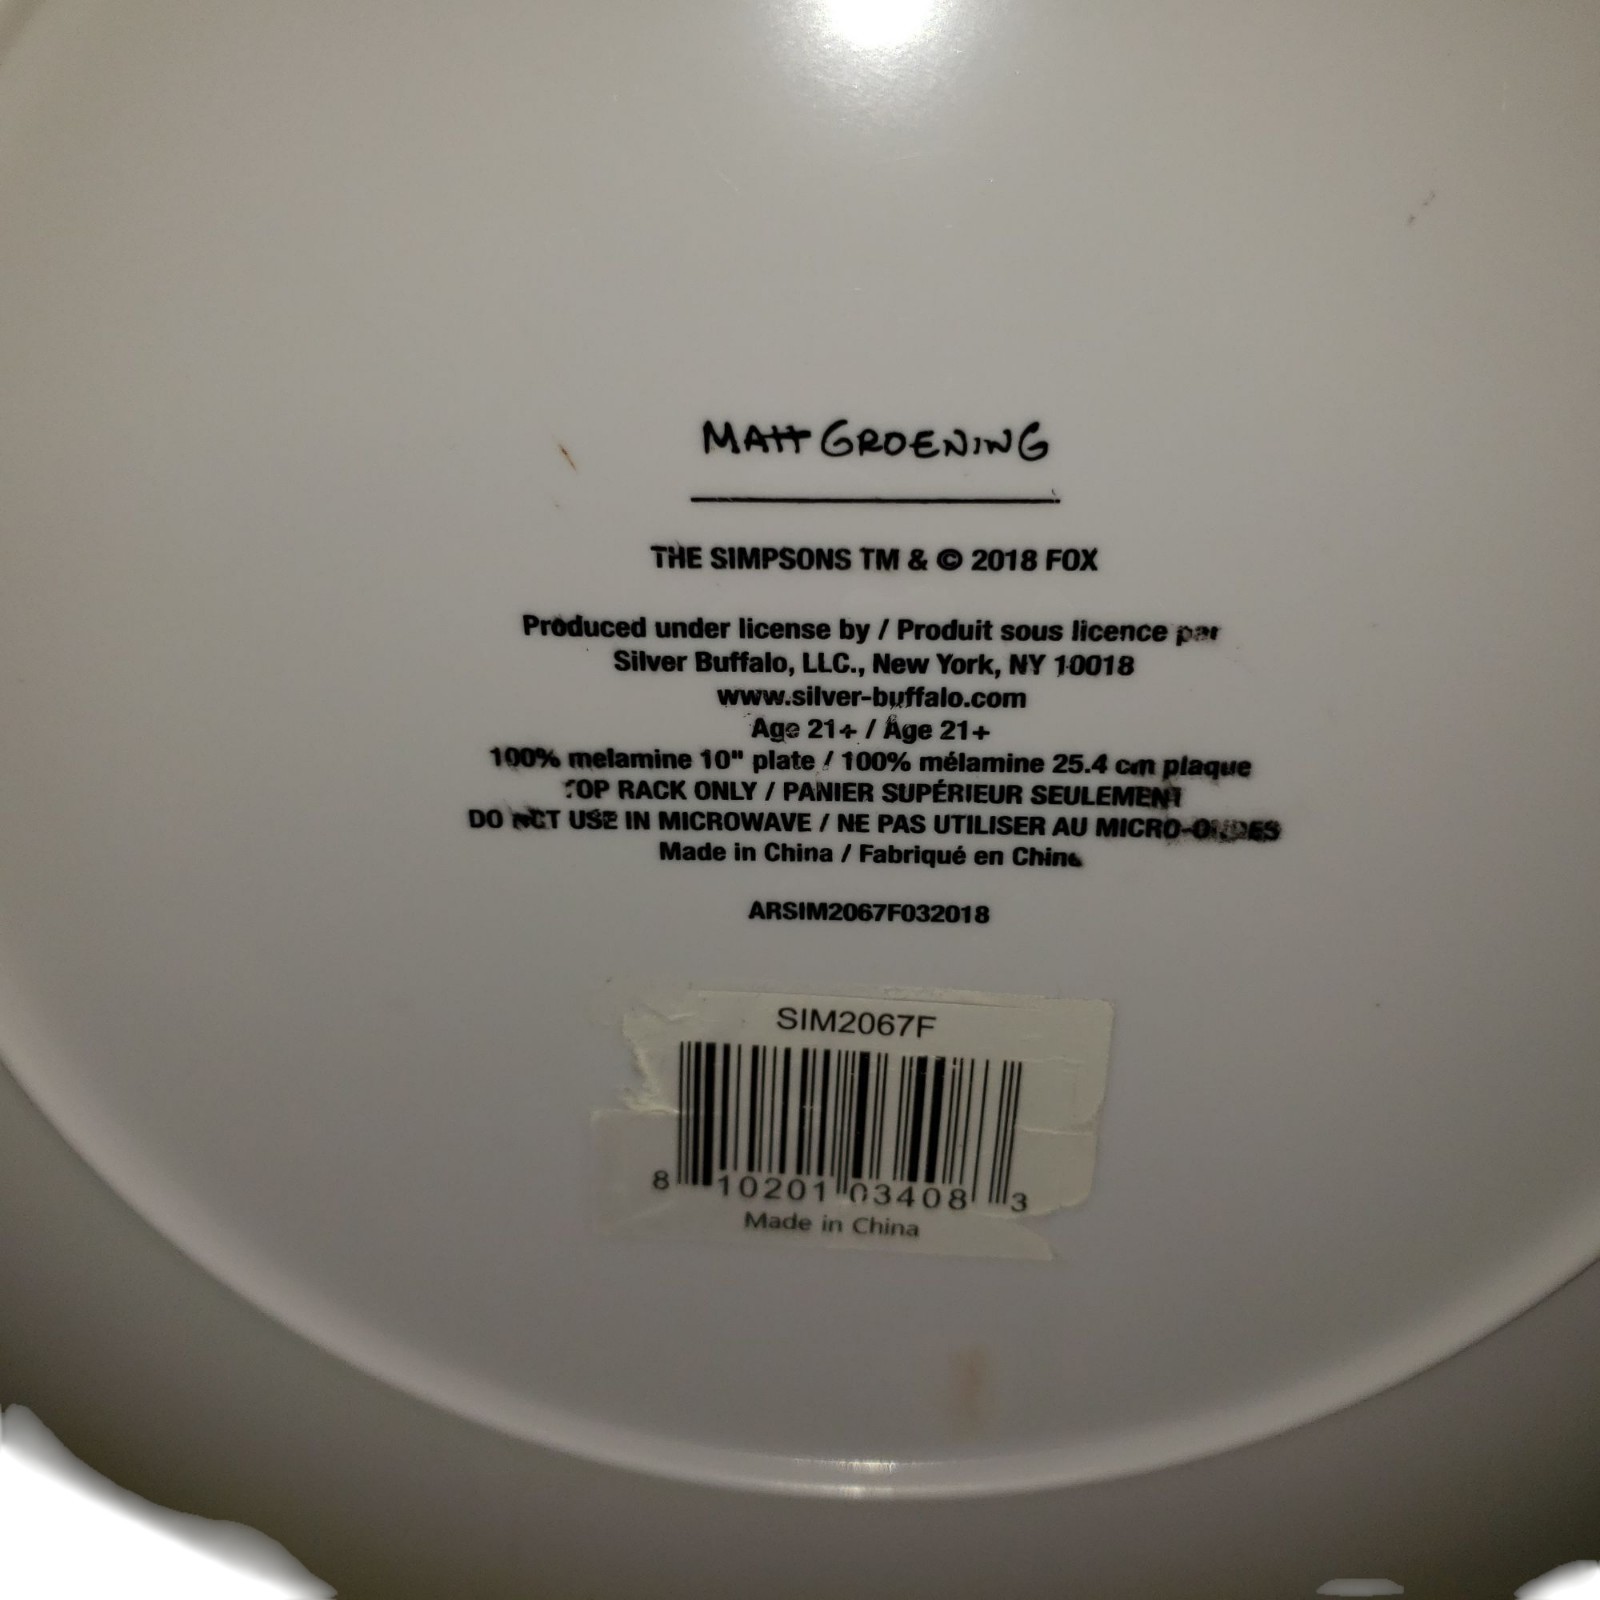 MATT GROENING
THE SIMPSONS TM & © 2018 FOX
Produced under license by / Produit sous licence par
Silver Buffalo, LLC., New York, NY 10018
www.silver-buffalo.com
Age 21+ / Âge 21+
100% melamine 10" plate / 100% mélamine 25.4 cm plaque
TOP RACK ONLY / PANIER SUPÉRIEUR SEULEMENT
DO NOT USE IN MICROWAVE / NE PAS UTILISER AU MICRO-ONDES
Made in China / Fabriqué en Chine
ARSIM2067F032018
SIM2067F
8 10201 03408 3
Made in China